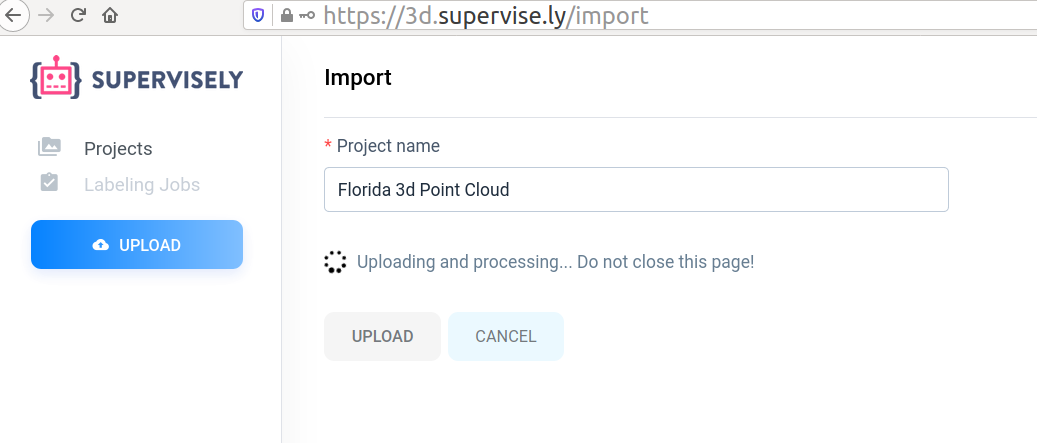 https://3d.supervise.ly/import
SUPERVISELY
Projects
Labeling Jobs
UPLOAD
Import
* Project name
Florida 3d Point Cloud
Uploading and processing... Do not close this page!
UPLOAD CANCEL